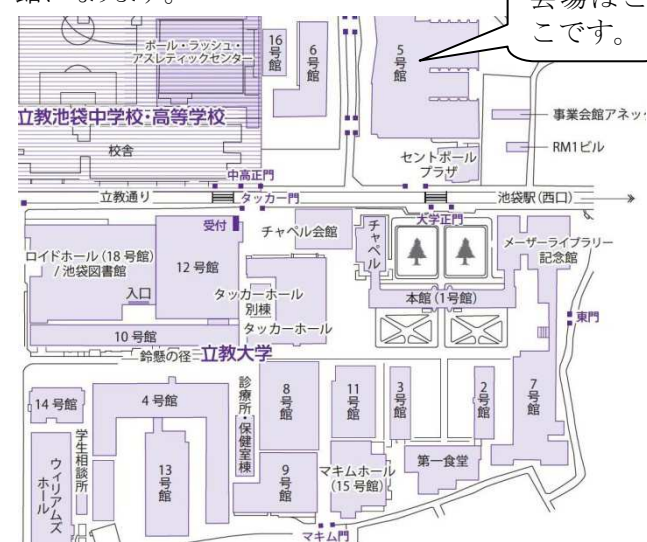 会場はこ
こです。
ポール・ラッシュ・
アスレティックセンター
16号館
6号館
5号館
立教池袋中学校・高等学校
校舎
事業会館アネッ
RM1ビル
セントポール
プラザ
中高正門
立教通り
タッカー門
池袋駅(西口)
大学正門
受付
チャペル会館
チャペル
メーザーライブラリー
記念館
ロイドホール(18号館)
/池袋図書館
12号館
入口
タッカーホール
別棟
タッカーホール
本館(1号館)
東門
10号館
鈴懸の径
立教大学
14号館
4号館
診療所・保健室棟
8号館
11号館
3号館
2号館
7号館
学生相談所
ウィリアムズ
ホール
13号館
9号館
マキムホール
(15号館)
第一食堂
マキム門